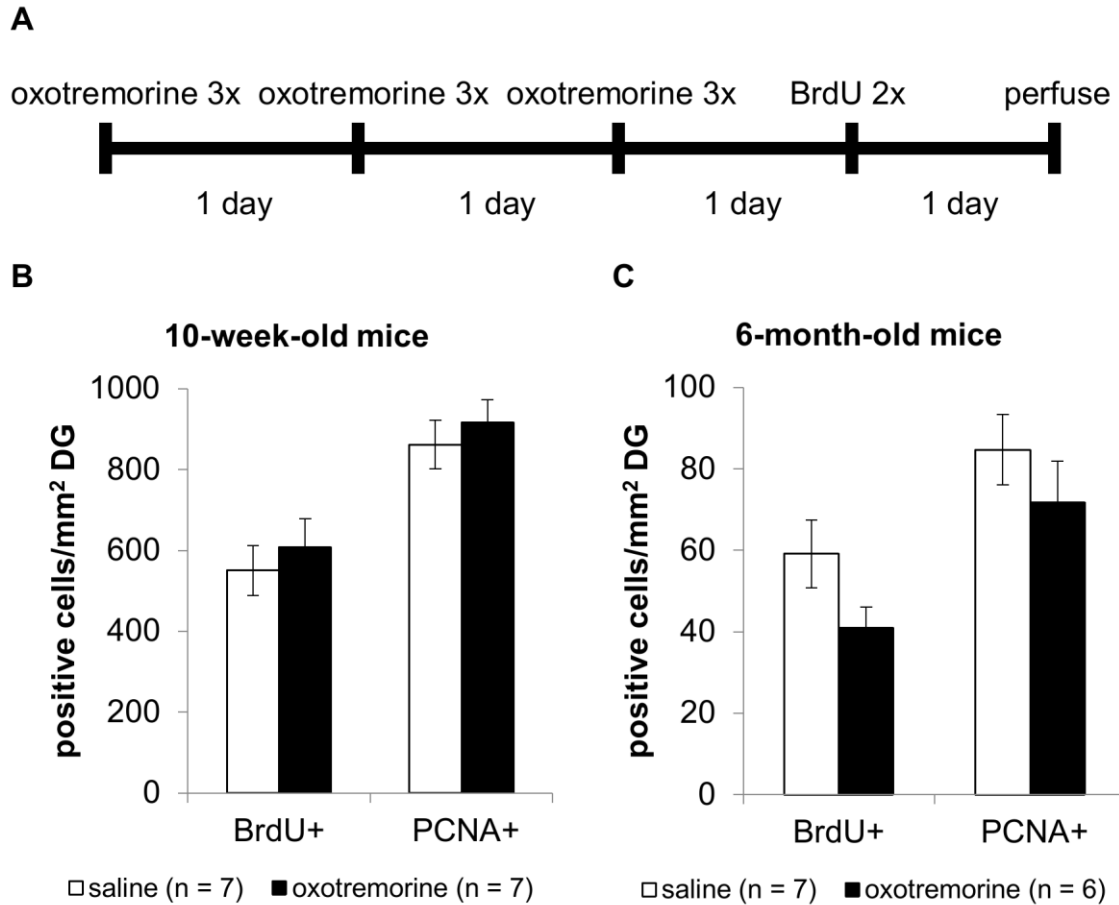 A
oxotremorine 3x oxotremorine 3x oxotremorine 3x BrdU 2x perfuse
1 day 1 day 1 day 1 day
B
10-week-old mice
positive cells/mm² DG
1000
800
600
400
200
0
BrdU+ PCNA+
saline (n = 7) oxotremorine (n = 7)
C
6-month-old mice
positive cells/mm² DG
100
80
60
40
20
0
BrdU+ PCNA+
saline (n = 7) oxotremorine (n = 6)